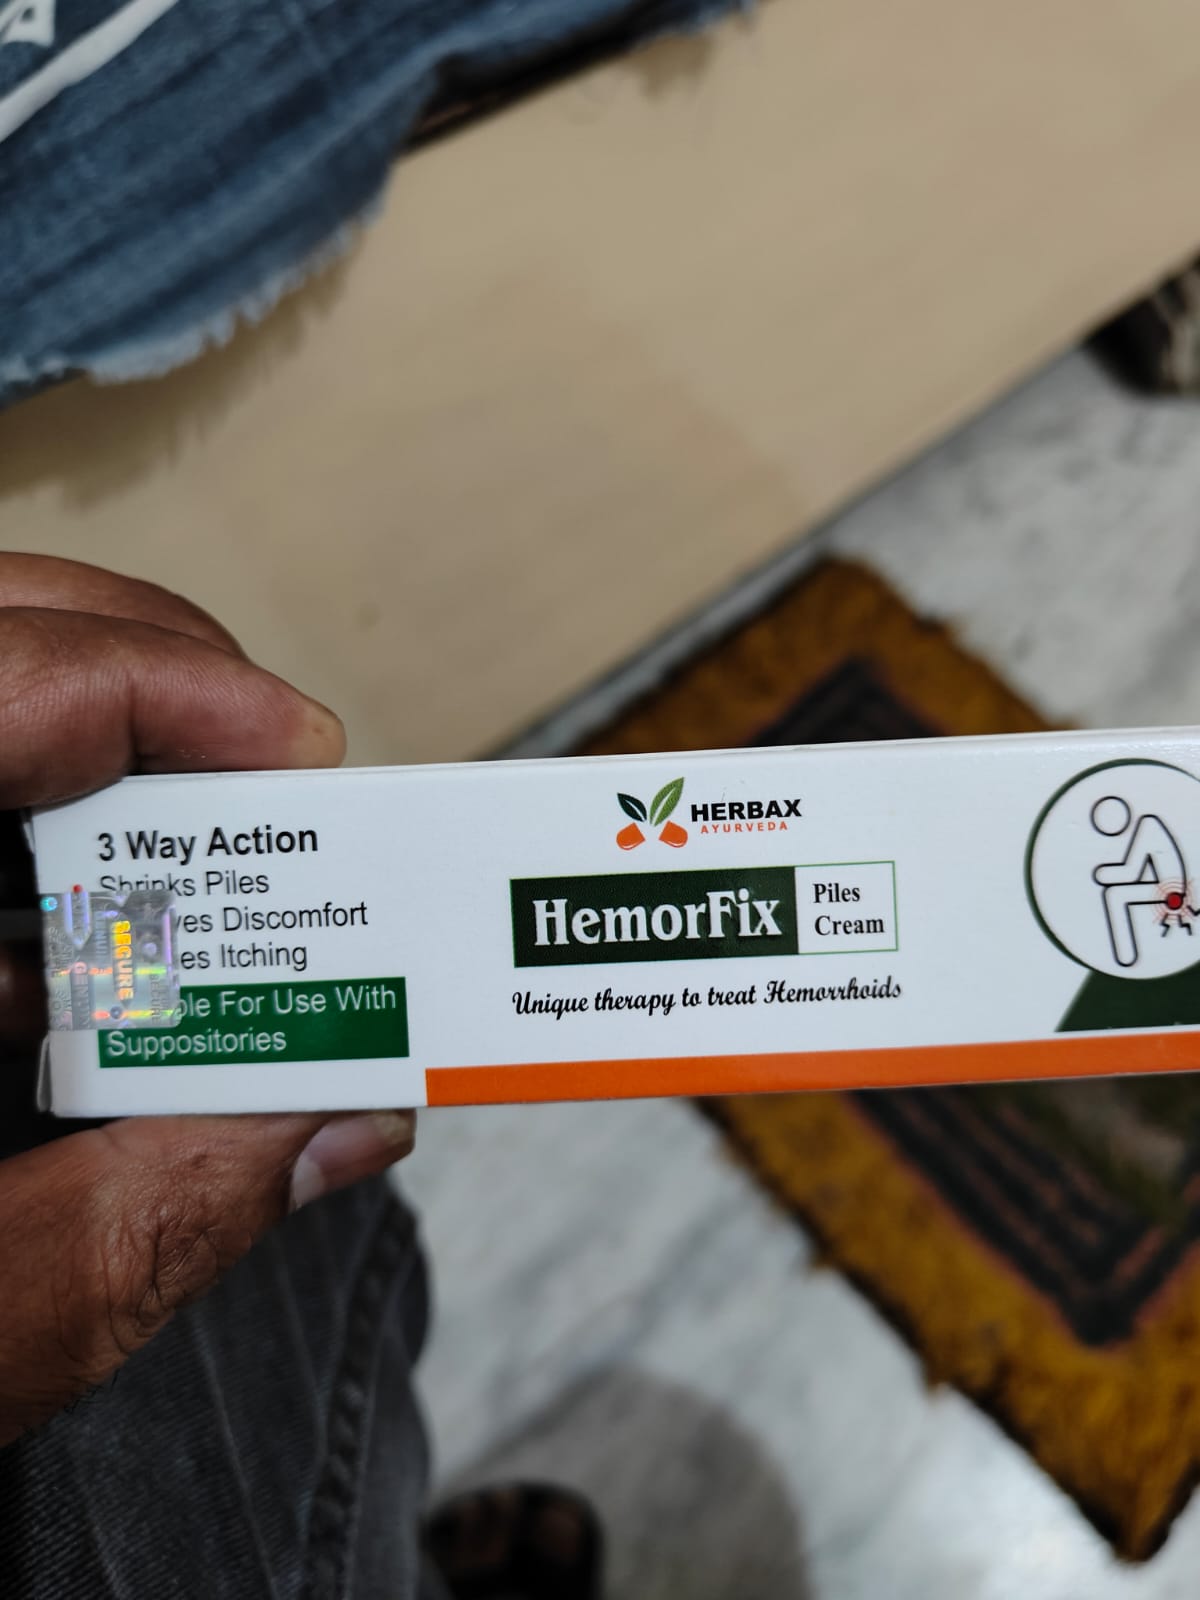 3 Way Action
Shrinks Piles
Discomfort
Itching
For Use With
Suppositories
HERBAX
AYURVEDA
HemorFix
Piles
Cream
Unique therapy to treat Hemorrhoids
SEGURE